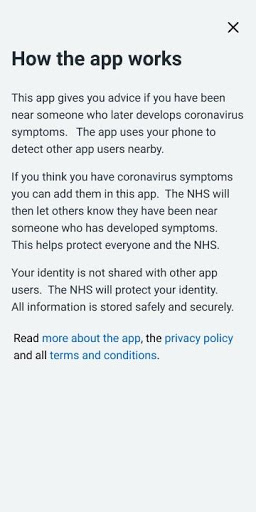 How the app works
This app gives you advice if you have been
near someone who later develops coronavirus
symptoms. The app uses your phone to
detect other app users nearby.
If you think you have coronavirus symptoms
you can add them in this app. The NHS will
then let others know they have been near
someone who has developed symptoms.
This helps protect everyone and the NHS.
Your identity is not shared with other app
users. The NHS will protect your identity.
All information is stored safely and securely.
Read more about the app, the privacy policy
and all terms and conditions.